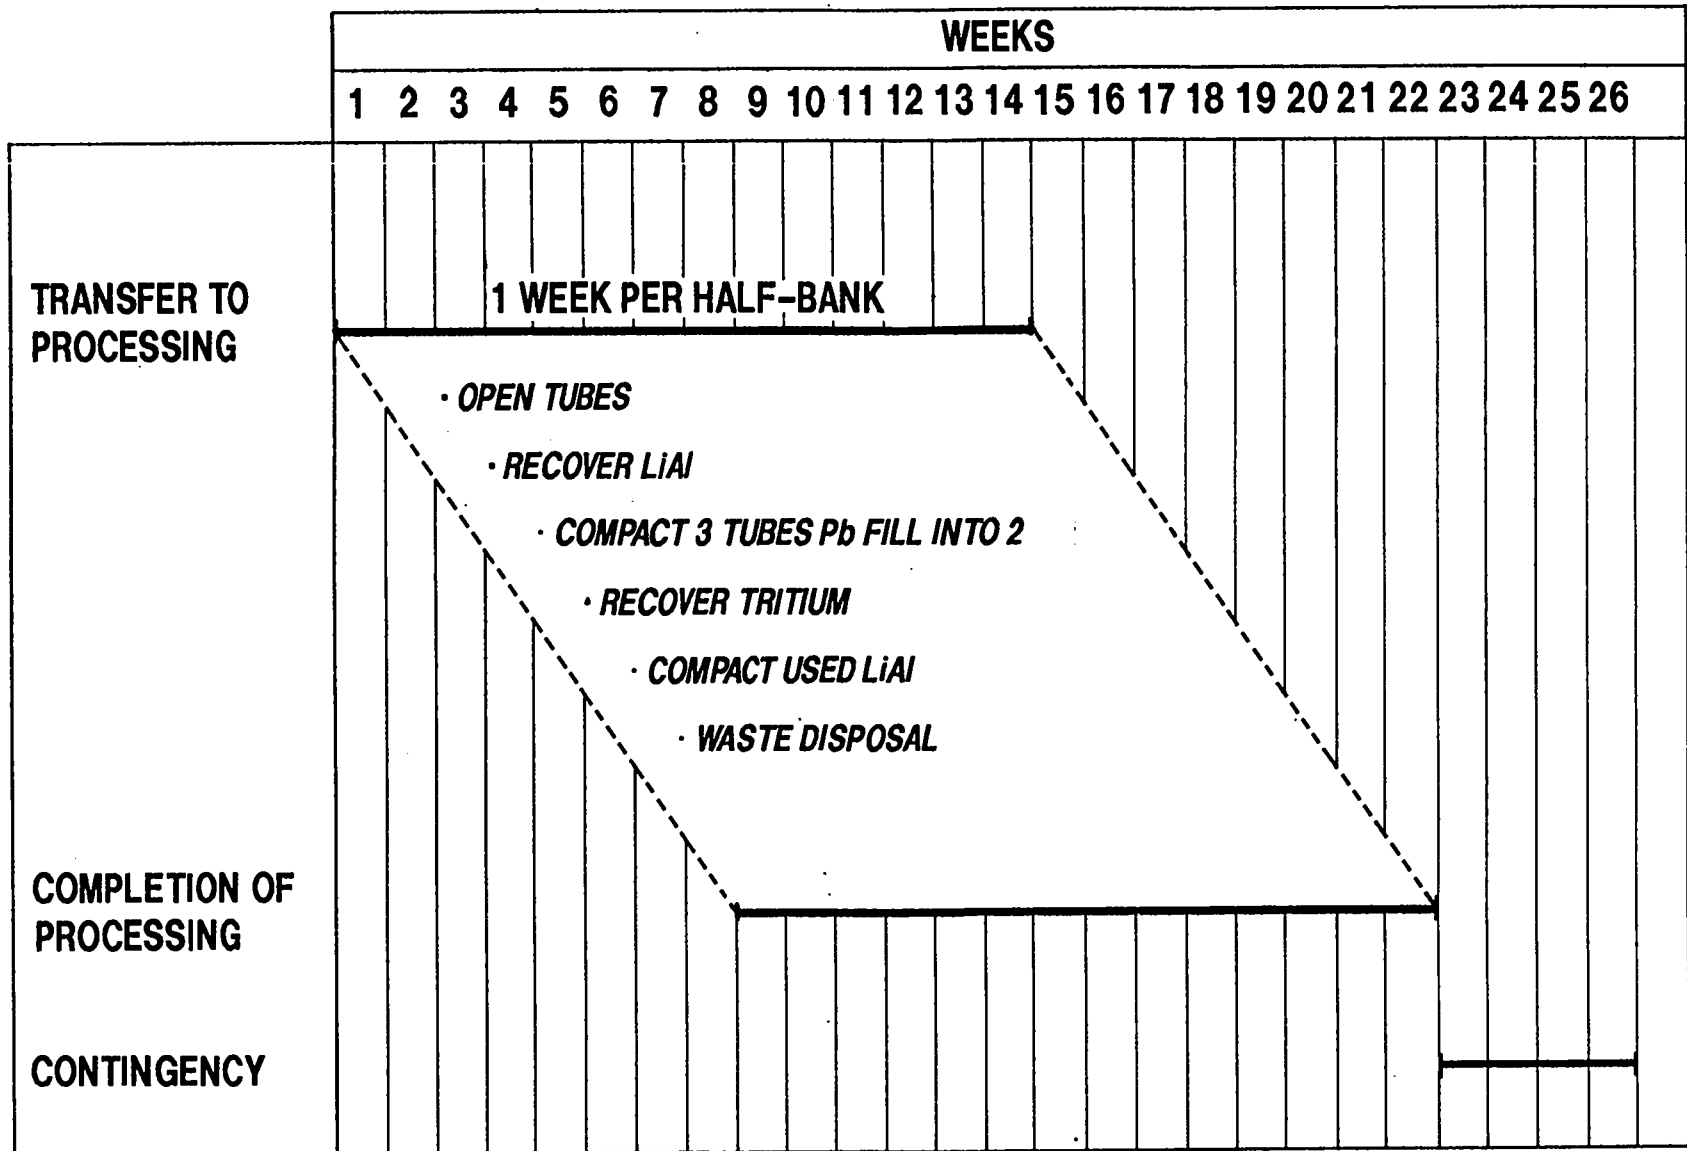 WEEKS
1 2 3 4 5 6 7 8 9 10 11 12 13 14 15 16 17 18 19 20 21 22 23 24 25 26
TRANSFER TO
PROCESSING
1 WEEK PER HALF-BANK
· OPEN TUBES
· RECOVER LiAl
· COMPACT 3 TUBES Pb FILL INTO 2
· RECOVER TRITIUM
· COMPACT USED LiAl
· WASTE DISPOSAL
COMPLETION OF
PROCESSING
CONTINGENCY